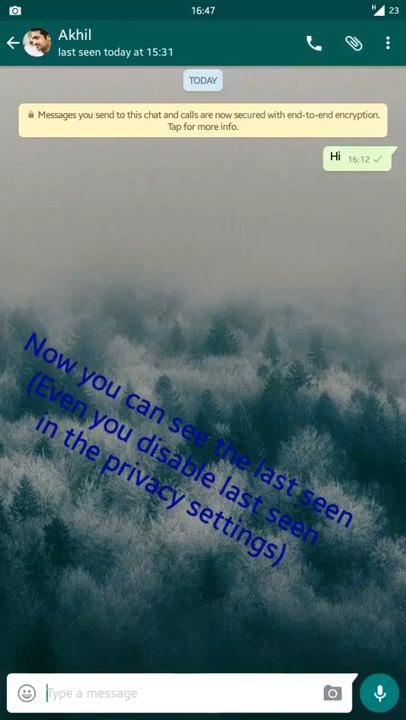 16:47
H
23
Akhil
last seen today at 15:31
TODAY
Messages you send to this chat and calls are now secured with end-to-end encryption.
Tap for more info.
Hi
16:12
Now you can see the last seen
(Even you disable last seen
in the privacy settings)
Type a message